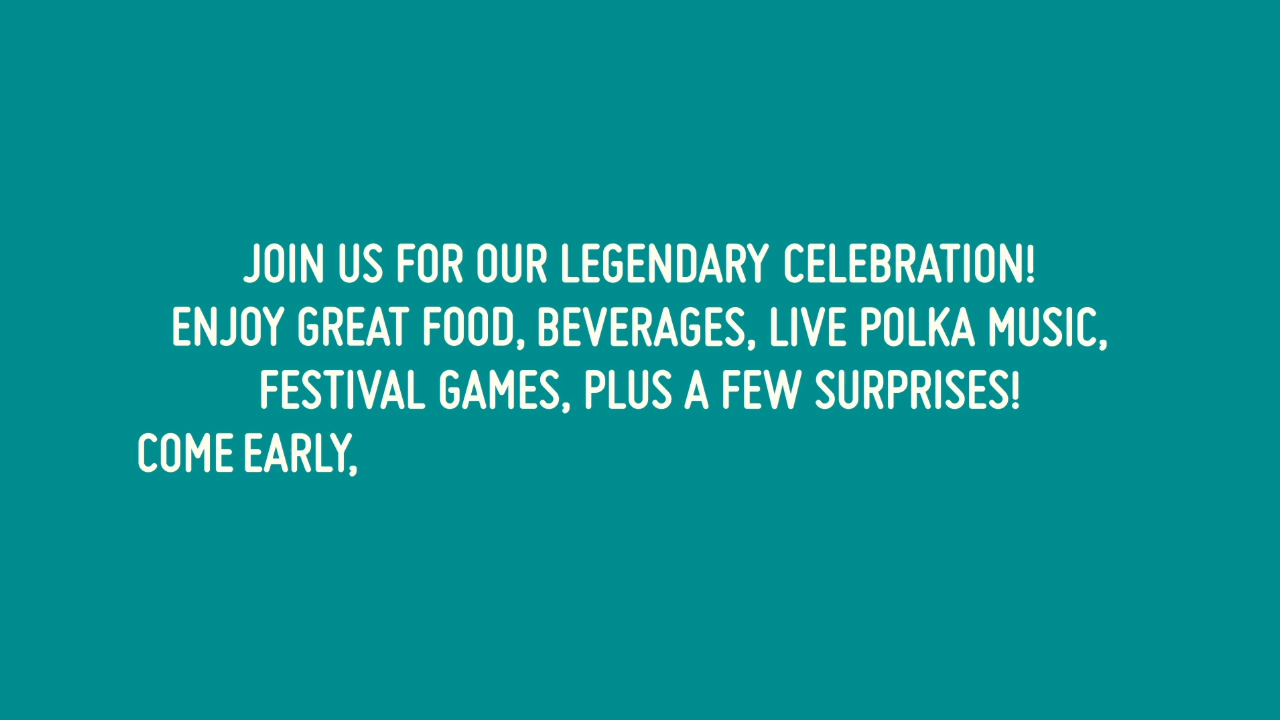 JOIN US FOR OUR LEGENDARY CELEBRATION!
ENJOY GREAT FOOD, BEVERAGES, LIVE POLKA MUSIC,
FESTIVAL GAMES, PLUS A FEW SURPRISES!
COME EARLY,